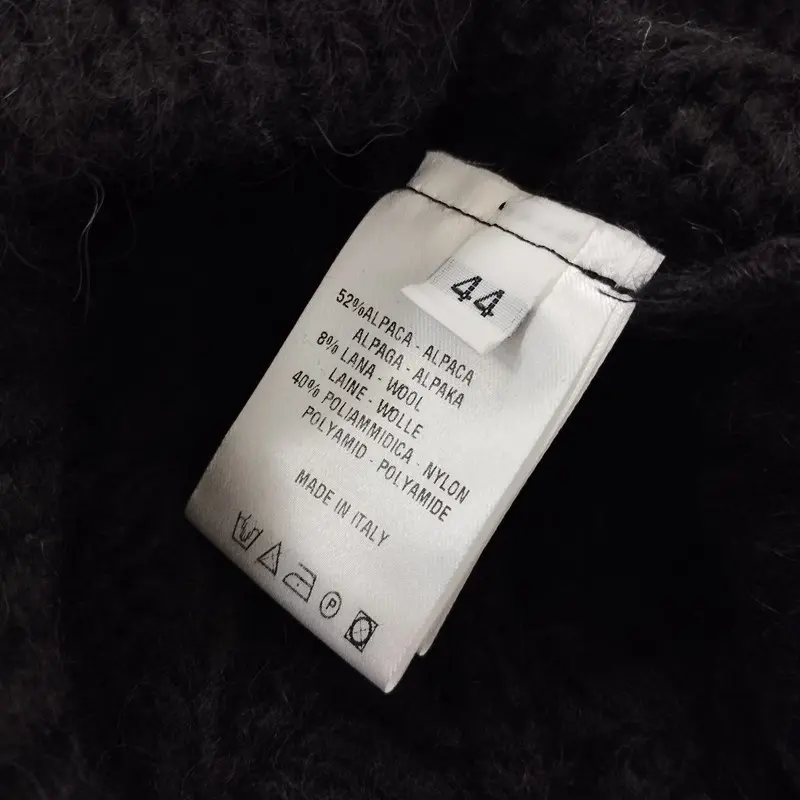 44
52%ALPACA - ALPACA
ALPAGA - ALPAKA
8% LANA - WOOL
LAINE - WOLLE
40% POLIAMMIDICA - NYLON
POLYAMID - POLYAMIDE
MADE IN ITALY
P